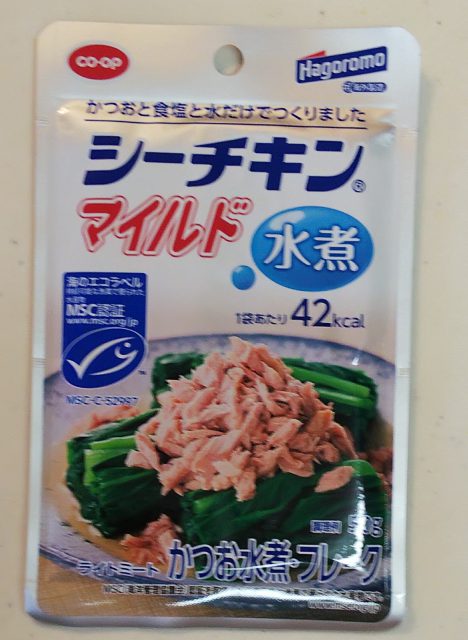 co·op
Hagoromo
かつおと食塩と水だけでつくりました
シーチキン®
マイルド
水煮
1袋あたり 42kcal
海のエコラベル
MSC認証
www.msc.org/jp
MSC-C-52997
調理例
ライトミート かつお水煮・フレーク